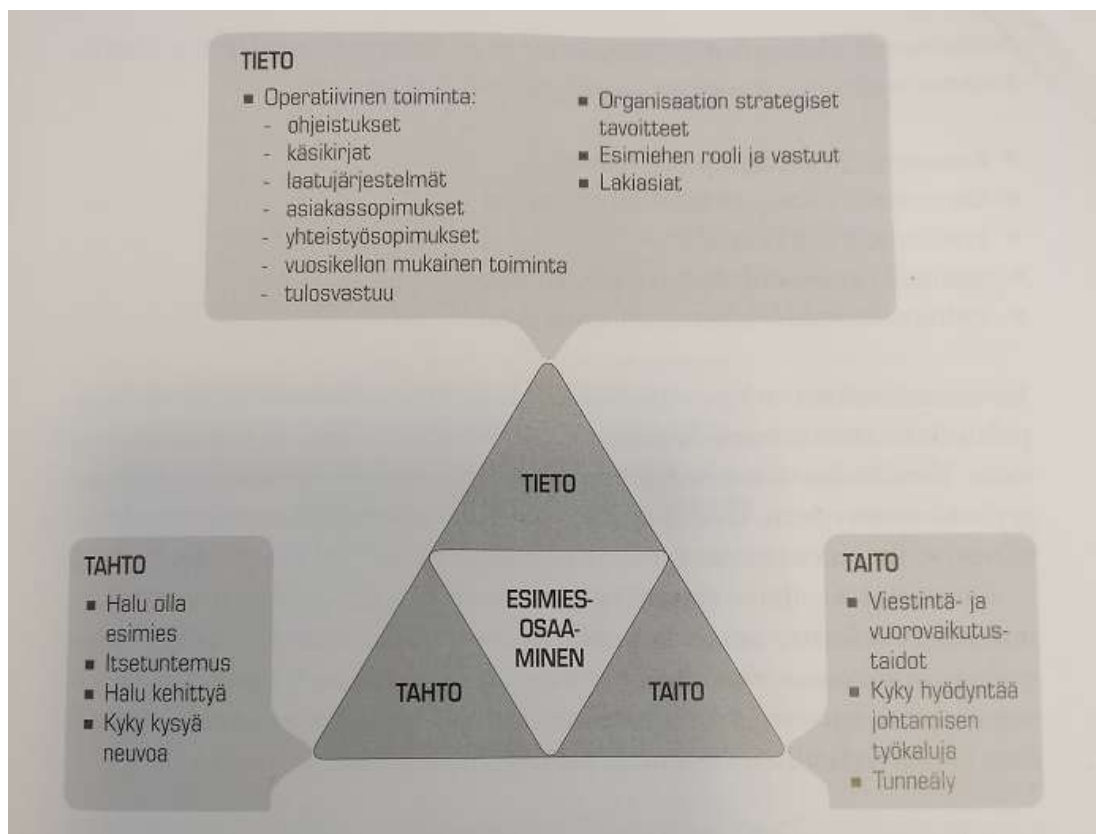 TIETO
■ Operatiivinen toiminta:
- ohjeistukset
- käsikirjat
- laatujärjestelmät
- asiakassopimukset
- yhteistyösopimukset
- vuosikellon mukainen toiminta
- tulosvastuu
■ Organisaation strategiset
tavoitteet
■ Esimiehen rooli ja vastuut
■ Lakiasiat
TIETO
TAHTO
■ Halu olla
esimies
■ Itsetuntemus
■ Halu kehittyä
■ Kyky kysyä
neuvoa
ESIMIES-
OSAA-
MINEN
TAHTO
TAITO
TAITO
■ Viestintä- ja
vuorovaikutus-
taidot
■ Kyky hyödyntää
johtamisen
työkaluja
■ Tunneäly